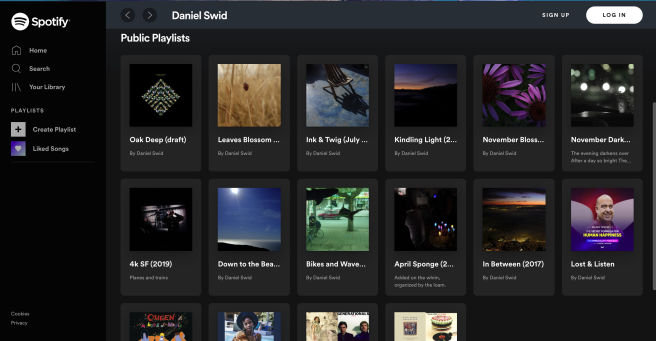 Spotify
Daniel Swid
SIGN UP
LOG IN
Home
Search
Your Library
PLAYLISTS
Create Playlist
Liked Songs
Cookies
Privacy
Public Playlists
Oak Deep (draft)
By Daniel Swid
Leaves Blossom ...
By Daniel Swid
Ink & Twig (July ...
By Daniel Swid
Kindling Light (2...
By Daniel Swid
November Bloss...
By Daniel Swid
November Dark...
The evening darkens over
After a day so bright The...
4k SF (2019)
Planes and trains
Down to the Bea...
By Daniel Swid
Bikes and Wave...
By Daniel Swid
April Sponge (2...
Added on the whim,
organized by the loam.
In Between (2017)
By Daniel Swid
HUMAN HAPPINESS
Lost & Listen
By Daniel Swid